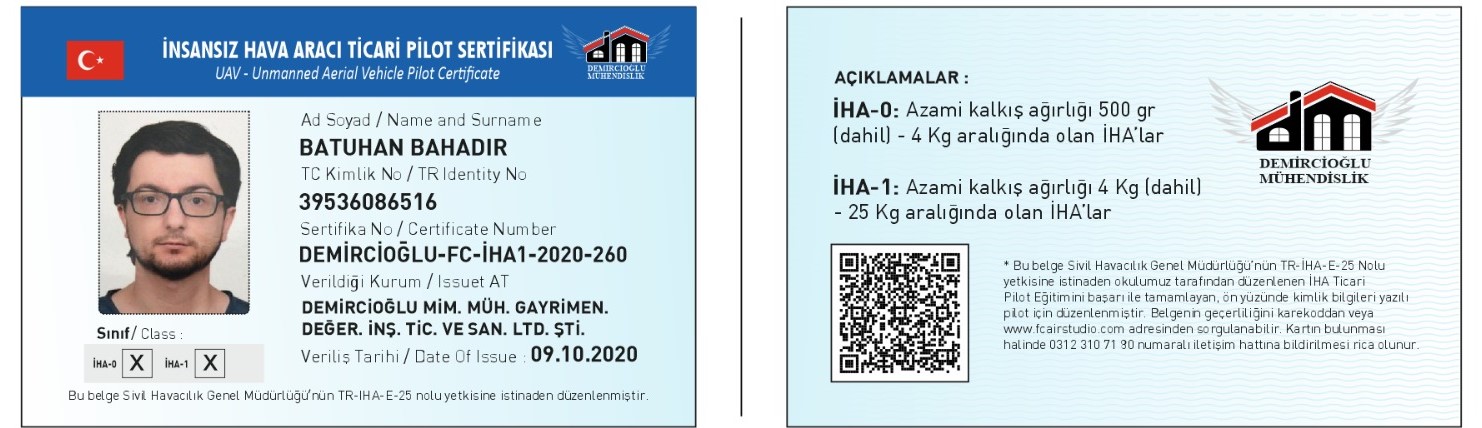 İNSANSIZ HAVA ARACI TİCARİ PİLOT SERTİFİKASI
UAV - Unmanned Aerial Vehicle Pilot Certificate
DEMİRCİOĞLU
MÜHENDİSLİK
Ad Soyad / Name and Surname
BATUHAN BAHADIR
TC Kimlik No / TR Identity No
39536086516
Sertifika No / Certificate Number
DEMİRCİOĞLU-FC-İHA1-2020-260
Verildiği Kurum / Issuet AT
DEMİRCİOĞLU MİM. MÜH. GAYRİMEN.
DEĞER. İNŞ. TİC. VE SAN. LTD. ŞTİ.
Veriliş Tarihi / Date Of Issue : 09.10.2020
Sınıf/ Class :
İHA-0 X İHA-1 X
Bu belge Sivil Havacılık Genel Müdürlüğü'nün TR-IHA-E-25 nolu yetkisine istinaden düzenlenmiştir.
AÇIKLAMALAR :
İHA-0: Azami kalkış ağırlığı 500 gr
(dahil) - 4 Kg aralığında olan İHA'lar
İHA-1: Azami kalkış ağırlığı 4 Kg (dahil)
- 25 Kg aralığında olan İHA'lar
DEMİRCİOĞLU
MÜHENDİSLİK
* Bu belge Sivil Havacılık Genel Müdürlüğü'nün TR-İHA-E-25 Nolu
yetkisine istinaden okulumuz tarafından düzenlenen İHA Ticari
Pilot Eğitimini başarı ile tamamlayan, ön yüzünde kimlik bilgileri yazılı
pilot için düzenlenmiştir. Belgenin geçerliliğini karekoddan veya
www.fcairstudio.com adresinden sorgulanabilir. Kartın bulunması
halinde 0312 310 71 90 numaralı iletişim hattına bildirilmesi rica olunur.